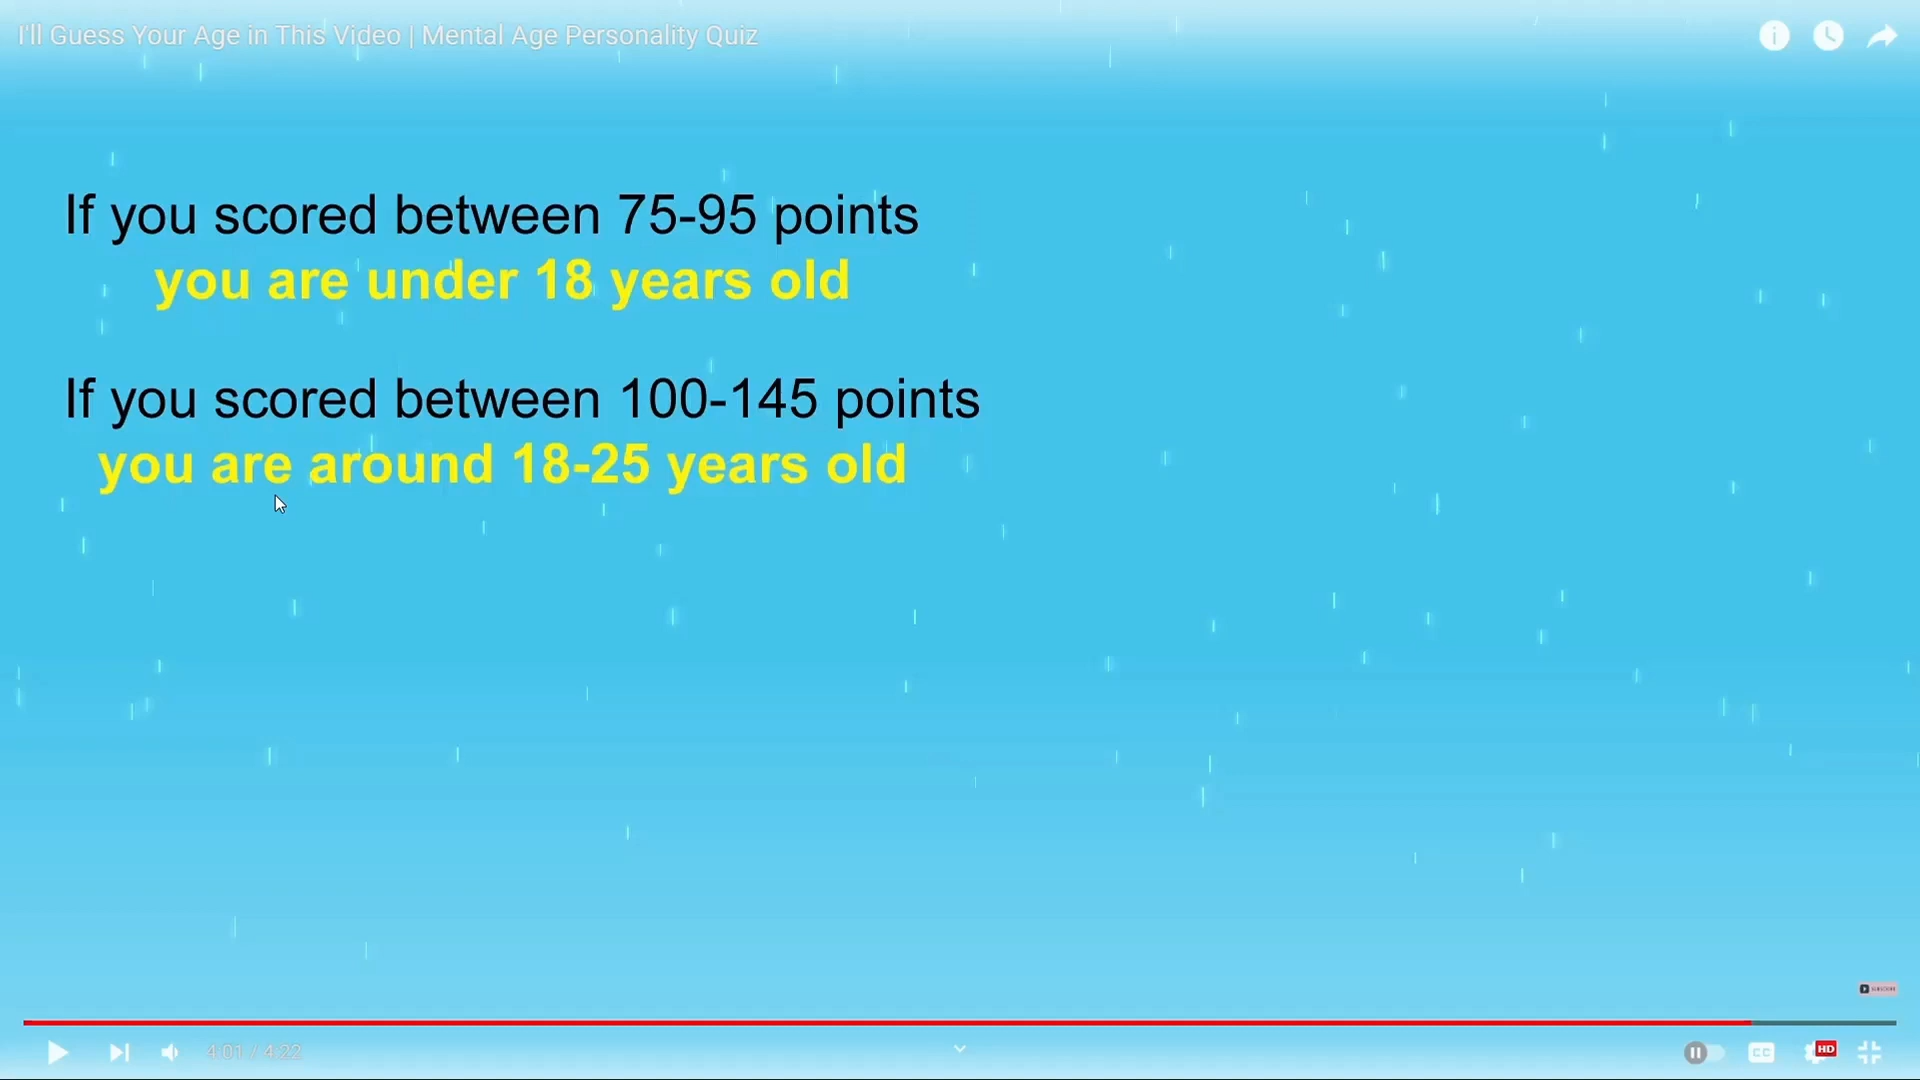 I'll Guess Your Age in This Video | Mental Age Personality Quiz
If you scored between 75-95 points
you are under 18 years old
If you scored between 100-145 points
you are around 18-25 years old
SUBSCRIBE
4:01 / 4:22
CC
HD